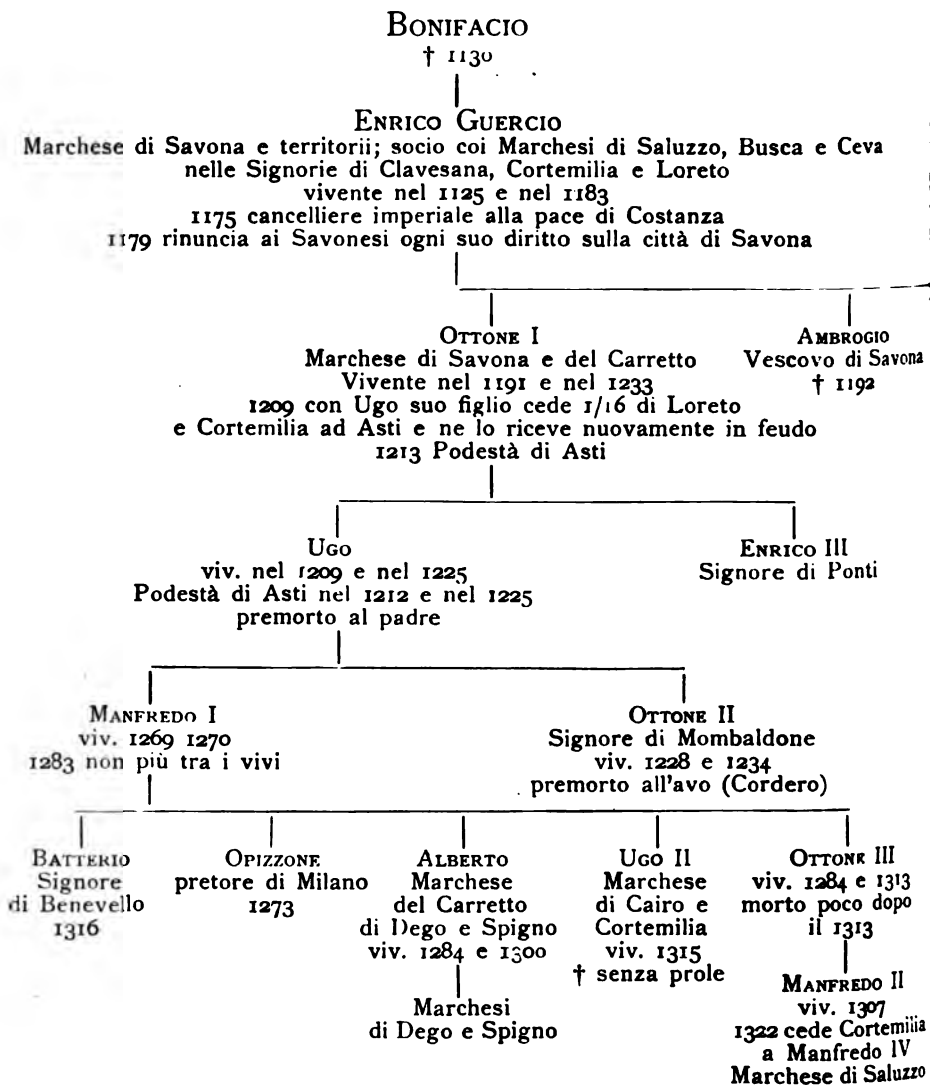 BONIFACIO
† 1130
ENRICO GUERCIO
Marchese di Savona e territorii; socio coi Marchesi di Saluzzo, Busca e Ceva
nelle Signorie di Clavesana, Cortemilia e Loreto
vivente nel 1125 e nel 1183
1175 cancelliere imperiale alla pace di Costanza
1179 rinuncia ai Savonesi ogni suo diritto sulla città di Savona
OTTONE I
Marchese di Savona e del Carretto
Vivente nel 1191 e nel 1233
1209 con Ugo suo figlio cede 1/16 di Loreto
e Cortemilia ad Asti e ne lo riceve nuovamente in feudo
1213 Podestà di Asti
AMBROGIO
Vescovo di Savona
† 1192
UGO
viv. nel 1209 e nel 1225
Podestà di Asti nel 1212 e nel 1225
premorto al padre
ENRICO III
Signore di Ponti
MANFREDO I
viv. 1269 1270
1283 non più tra i vivi
OTTONE II
Signore di Mombaldone
viv. 1228 e 1234
premorto all'avo (Cordero)
BATTERIO
Signore
di Benevello
1316
OPIZZONE
pretore di Milano
1273
ALBERTO
Marchese
del Carretto
di Dego e Spigno
viv. 1284 e 1300
Marchesi
di Dego e Spigno
UGO II
Marchese
di Cairo e
Cortemilia
viv. 1315
† senza prole
OTTONE III
viv. 1284 e 1313
morto poco dopo
il 1313
MANFREDO II
viv. 1307
1322 cede Cortemilia
a Manfredo IV
Marchese di Saluzzo